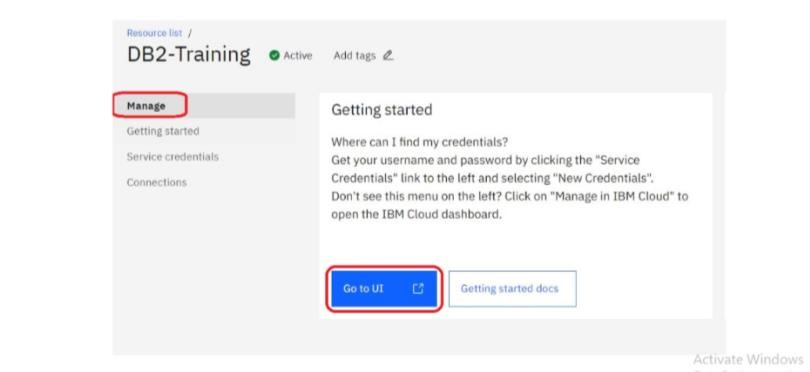 Resource list /
DB2-Training Active Add tags
Manage
Getting started
Service credentials
Connections
Getting started
Where can I find my credentials?
Get your username and password by clicking the "Service
Credentials" link to the left and selecting "New Credentials".
Don't see this menu on the left? Click on "Manage in IBM Cloud" to
open the IBM Cloud dashboard.
Go to UI
Getting started docs
Activate Windows